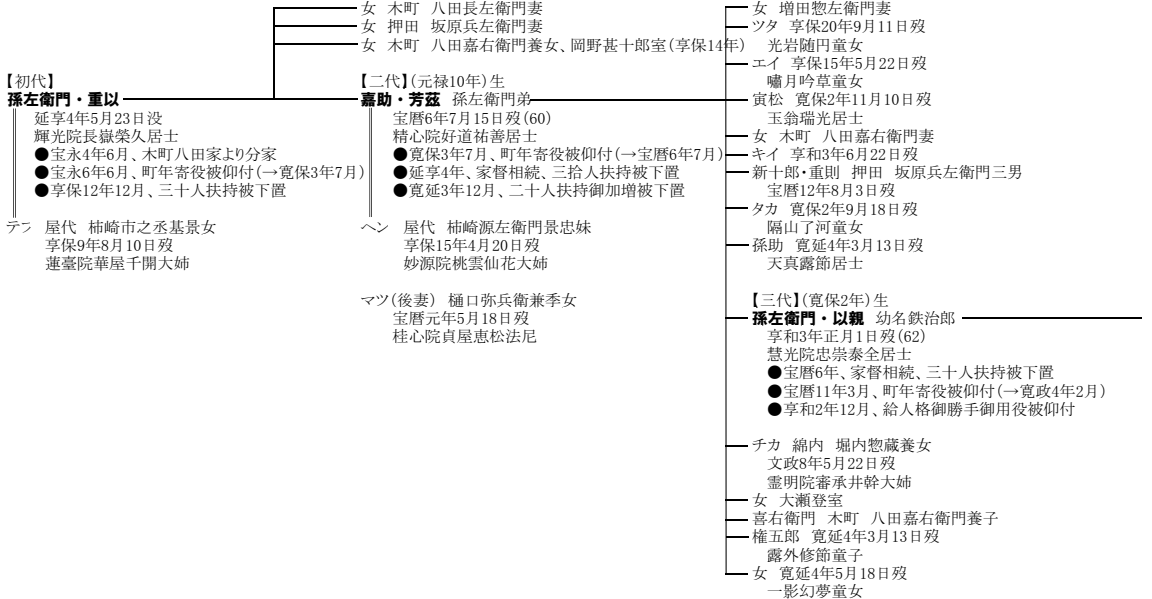 女 木町 八田長左衛門妻
女 押田 坂原兵左衛門妻
女 木町 八田嘉右衛門養女、岡野甚十郎室(享保14年)
【初代】
孫左衛門・重以
延享4年5月23日没
輝光院長嶽榮久居士
●宝永4年6月、木町八田家より分家
●宝永6年6月、町年寄役被仰付(→寛保3年7月)
●享保12年12月、三十人扶持被下置
テフ 屋代 柿崎市之丞基景女
享保9年8月10日歿
蓮臺院華屋千開大姉
【二代】(元禄10年)生
嘉助・芳茲 孫左衛門弟
宝暦6年7月15日歿(60)
精心院好道祐善居士
●寛保3年7月、町年寄役被仰付(→宝暦6年7月)
●延享4年、家督相続、三拾人扶持被下置
●寛延3年12月、二十人扶持御加増被下置
ヘン 屋代 柿崎源左衛門景忠妹
享保15年4月20日歿
妙源院桃雲仙花大姉
マツ(後妻) 樋口弥兵衛兼季女
宝暦元年5月18日歿
桂心院貞屋恵松法尼
女 増田惣左衛門妻
ツタ 享保20年9月11日歿
光岩随円童女
エイ 享保15年5月22日歿
嘯月吟草童女
寅松 寛保2年11月10日歿
玉翁瑞光居士
女 木町 八田嘉右衛門妻
キイ 享和3年6月22日歿
新十郎・重則 押田 坂原兵左衛門三男
宝暦12年8月3日歿
タカ 寛保2年9月18日歿
隔山了河童女
孫助 寛延4年3月13日歿
天真露節居士
【三代】(寛保2年)生
孫左衛門・以親 幼名鉄治郎
享和3年正月1日歿(62)
慧光院忠崇泰全居士
●宝暦6年、家督相続、三十人扶持被下置
●宝暦11年3月、町年寄役被仰付(→寛政4年2月)
●享和2年12月、給人格御勝手御用役被仰付
チカ 綿内 堀内惣蔵養女
文政8年5月22日歿
霊明院審承井幹大姉
女 大瀬登室
喜右衛門 木町 八田嘉右衛門養子
権五郎 寛延4年3月13日歿
露外修節童子
女 寛延4年5月18日歿
一影幻夢童女